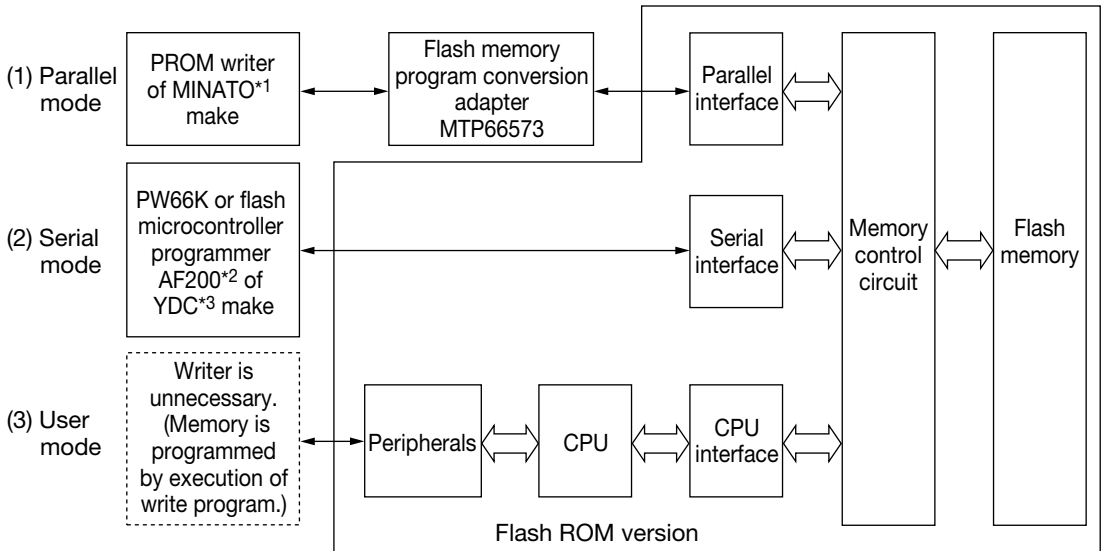 (1) Parallel
mode
PROM writer
of MINATO*1
make
Flash memory
program conversion
adapter
MTP66573
Parallel
interface
(2) Serial
mode
PW66K or flash
microcontroller
programmer
AF200*2 of
YDC*3 make
Serial
interface
Memory
control
circuit
Flash
memory
(3) User
mode
Writer is
unnecessary.
(Memory is
programmed
by execution of
write program.)
Peripherals
CPU
CPU
interface
Flash ROM version